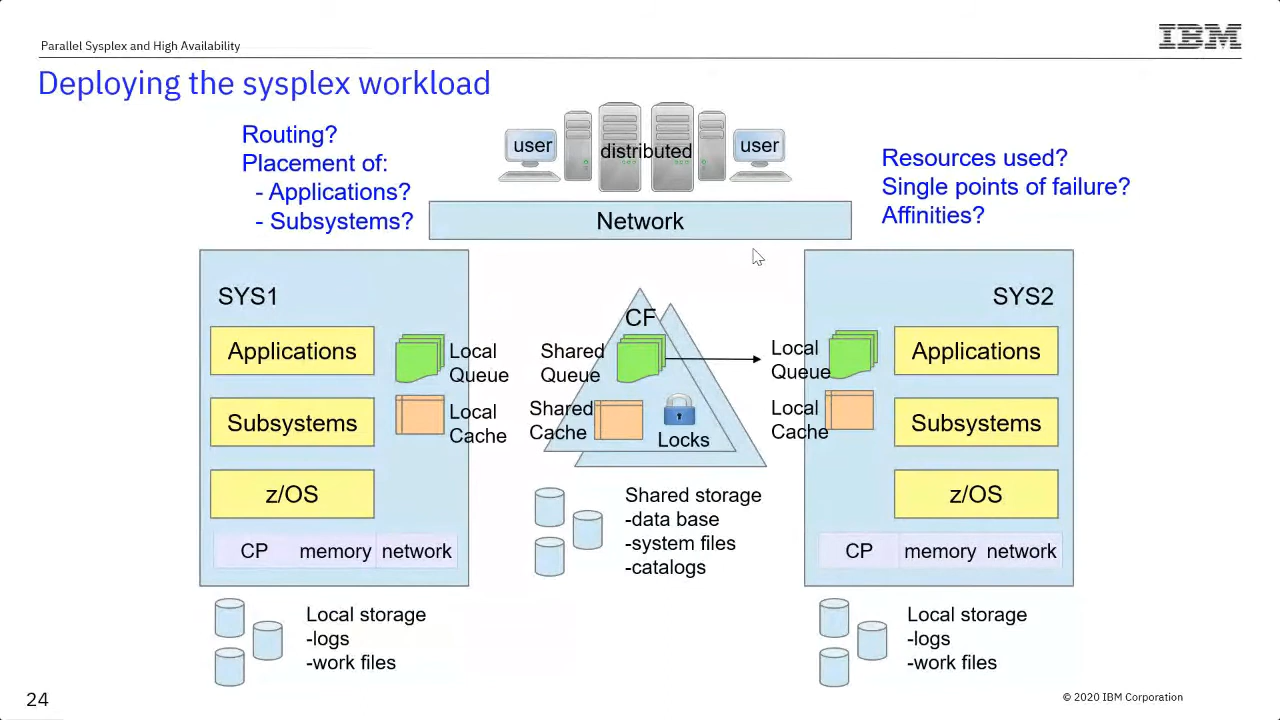 Parallel Sysplex and High Availability
IBM
Deploying the sysplex workload
Routing?
Placement of:
- Applications?
- Subsystems?
user
distributed
user
Resources used?
Single points of failure?
Affinities?
Network
SYS1
Applications
Subsystems
z/OS
CP memory network
Local
Queue
Local
Cache
CF
Shared
Queue
Shared
Cache
Locks
Local
Queue
Local
Cache
SYS2
Applications
Subsystems
z/OS
CP memory network
Shared storage
-data base
-system files
-catalogs
Local storage
-logs
-work files
Local storage
-logs
-work files
24
© 2020 IBM Corporation